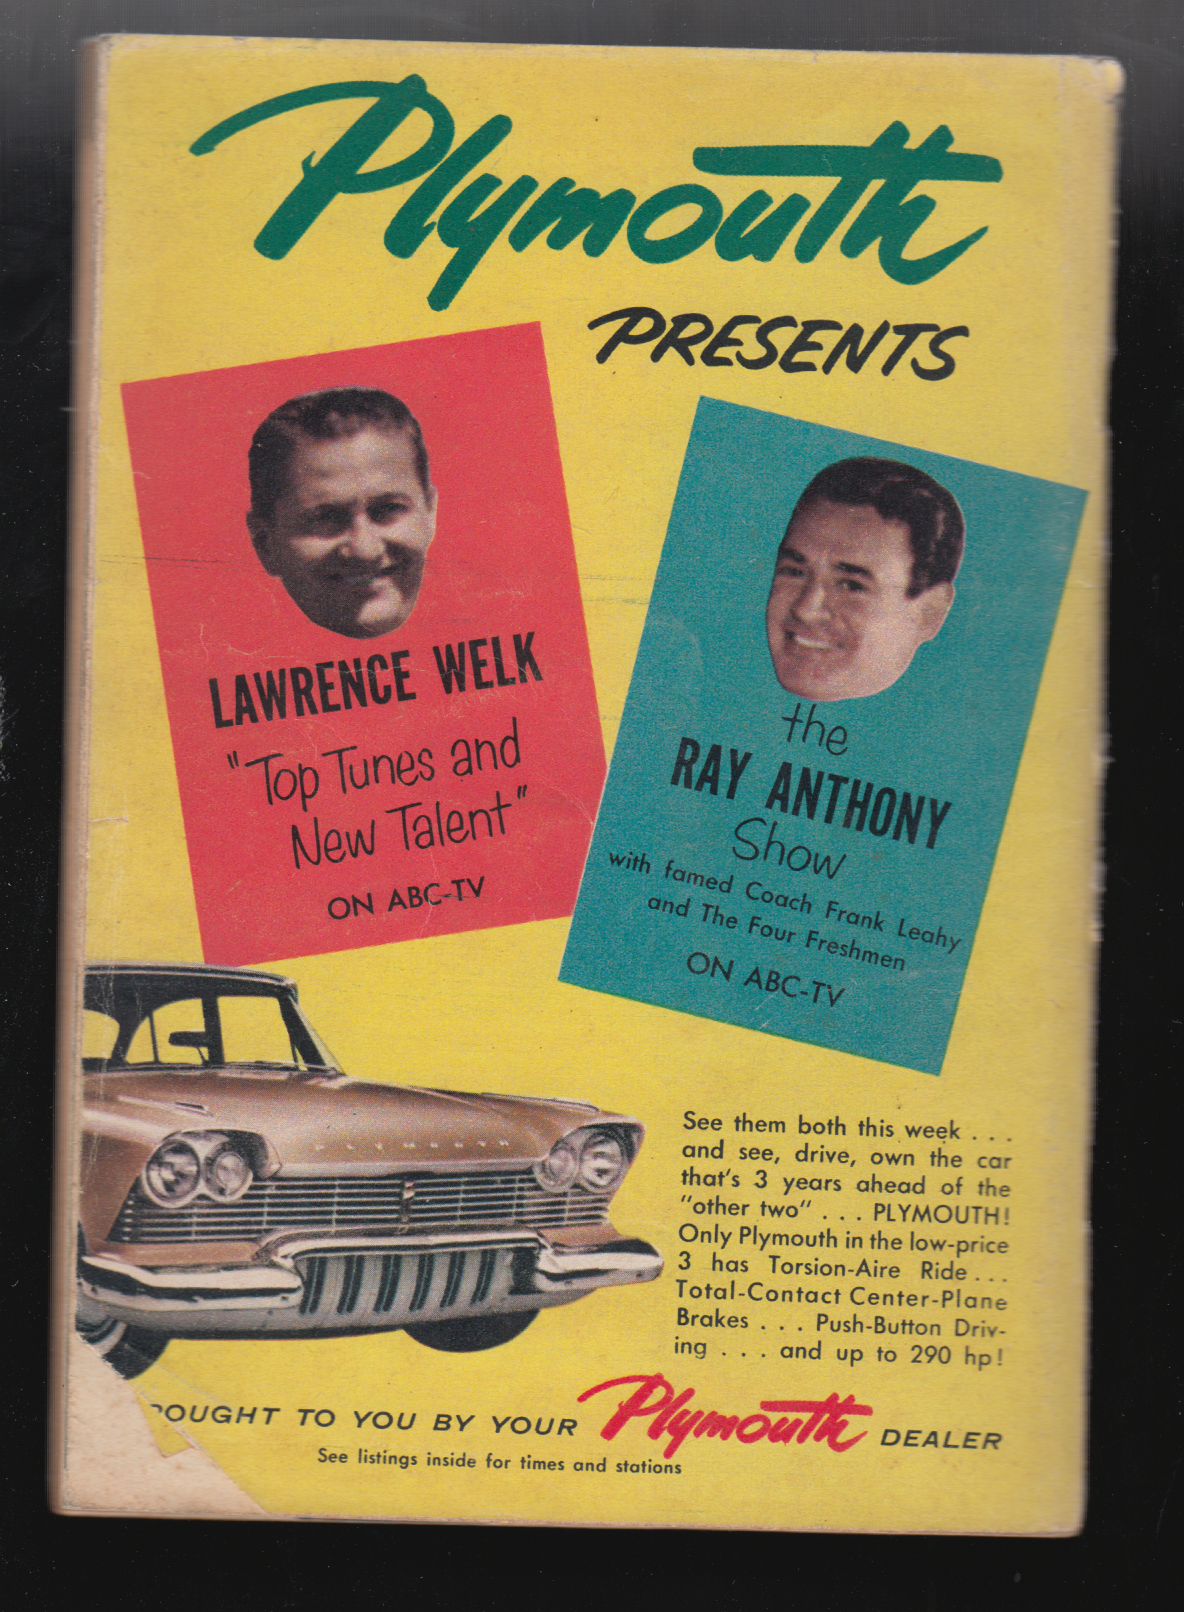 Plymouth
PRESENTS
LAWRENCE WELK
"Top Tunes and
New Talent"
ON ABC-TV
the
RAY ANTHONY
Show
with famed Coach Frank Leahy
and The Four Freshmen
ON ABC-TV
PLYMOUTH
See them both this week . . .
and see, drive, own the car
that's 3 years ahead of the
"other two" . . . PLYMOUTH!
Only Plymouth in the low-price
3 has Torsion-Aire Ride . . .
Total-Contact Center-Plane
Brakes . . . Push-Button Driv-
ing . . . and up to 290 hp!
BOUGHT TO YOU BY YOUR Plymouth DEALER
See listings inside for times and stations